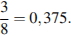 3/8 = 0,375.